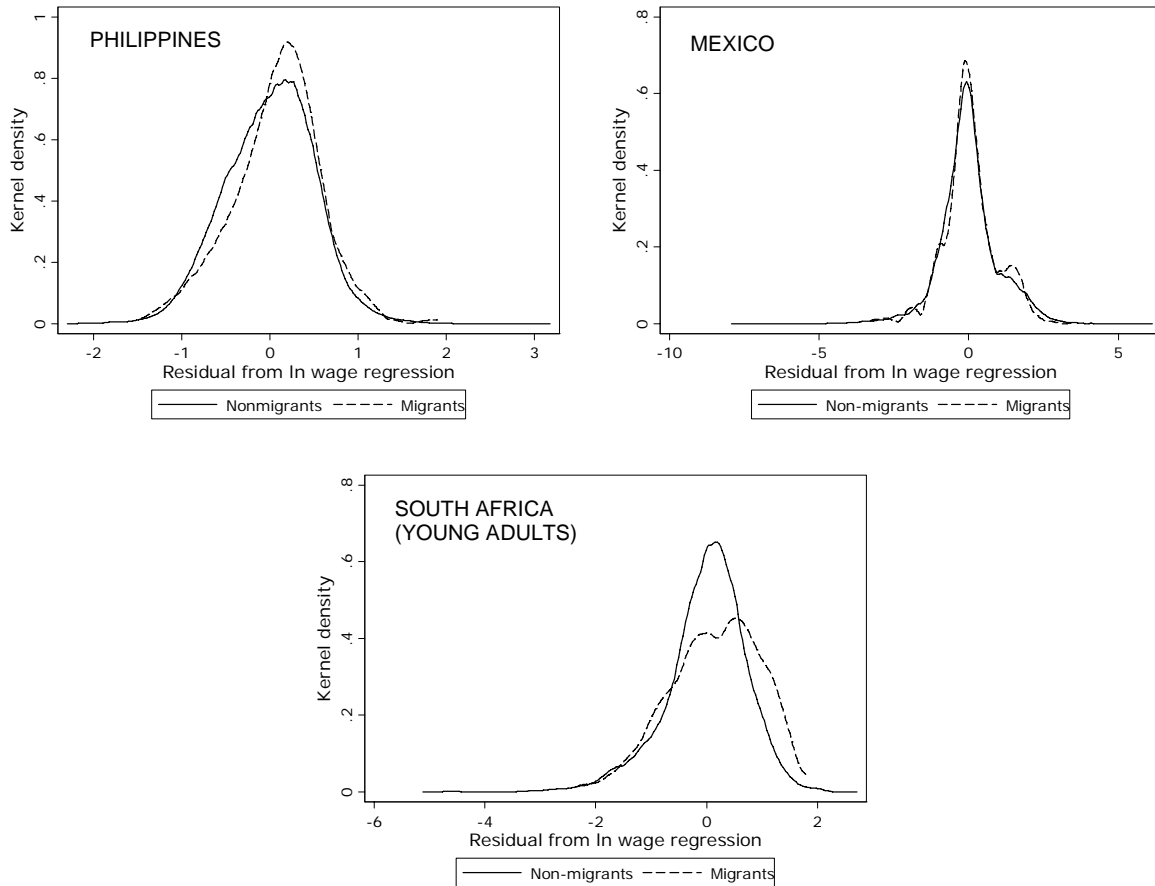 PHILIPPINES
Kernel density
0 .2 .4 .6 .8 1
-2 -1 0 1 2 3
Residual from ln wage regression
Nonmigrants Migrants
MEXICO
Kernel density
0 .2 .4 .6 .8
-10 -5 0 5
Residual from ln wage regression
Non-migrants Migrants
SOUTH AFRICA
(YOUNG ADULTS)
Kernel density
0 .2 .4 .6 .8
-6 -4 -2 0 2
Residual from ln wage regression
Non-migrants Migrants